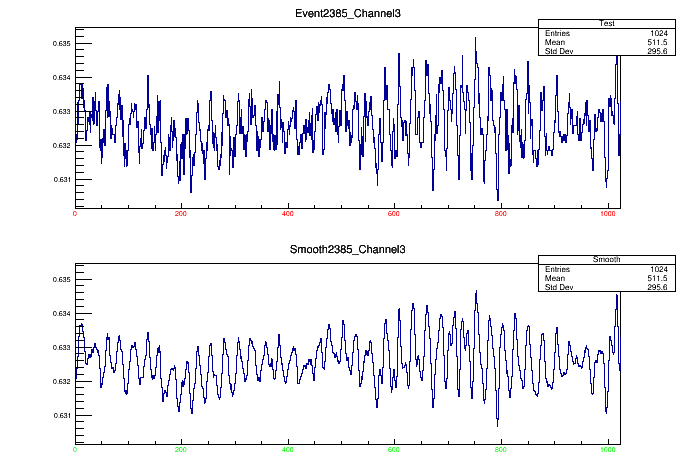 Event2385_Channel3
Test
Entries 1024
Mean 511.5
Std Dev 295.6
0.635
0.634
0.633
0.632
0.631
0 200 400 600 800 1000
Smooth2385_Channel3
Smooth
Entries 1024
Mean 511.5
Std Dev 295.6
0.635
0.634
0.633
0.632
0.631
0 200 400 600 800 1000